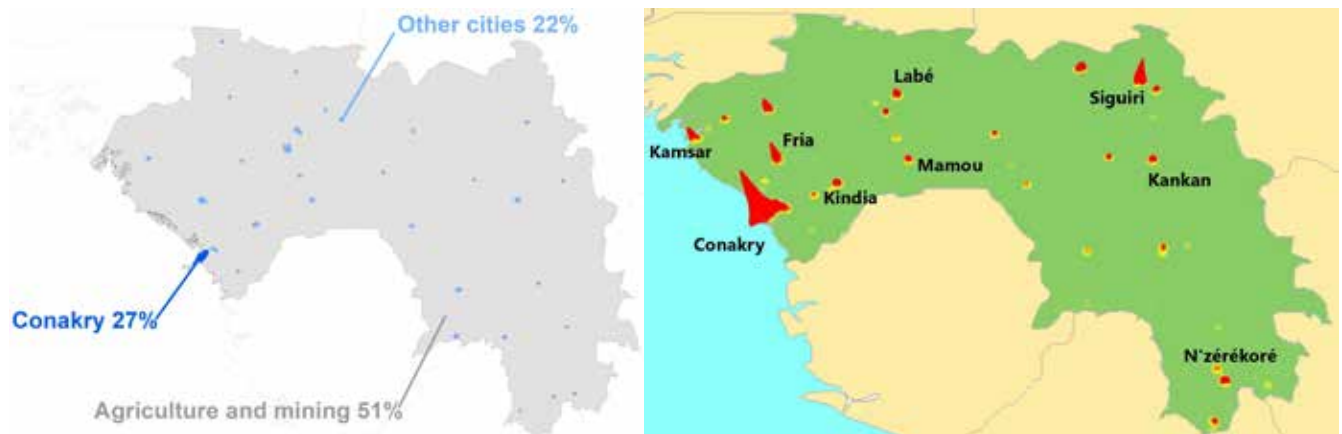 Other cities 22%
Conakry 27%
Agriculture and mining 51%
Labé
Siguiri
Kamsar
Fria
Mamou
Kankan
Kindia
Conakry
N'zérékoré